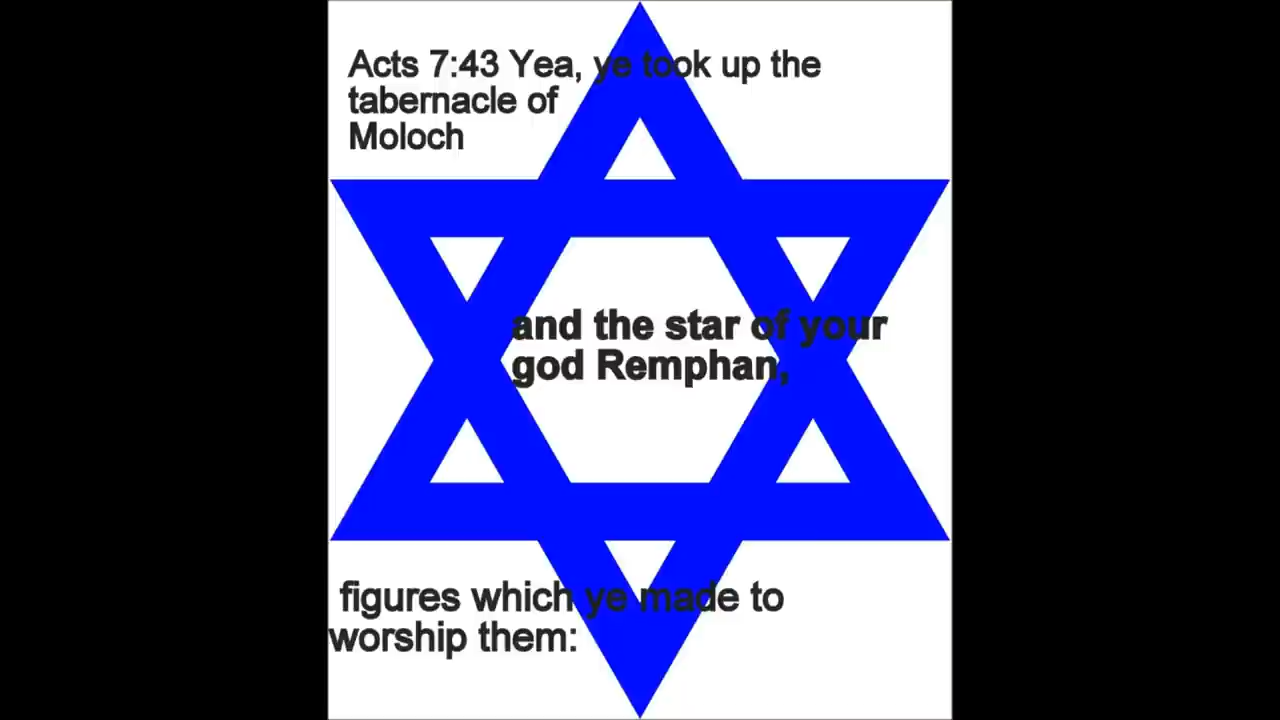 Acts 7:43 Yea, ye took up the
tabernacle of
Moloch
and the star of your
god Remphan,
figures which ye made to
worship them: